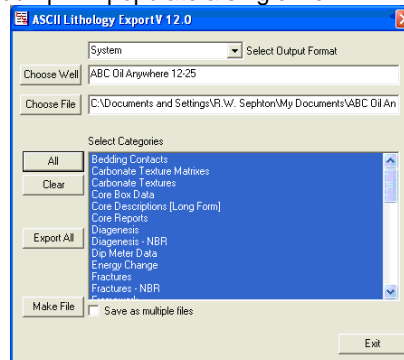 ASCII Lithology ExportV 12.0
System Select Output Format
Choose Well ABC Oil Anywhere 12-25
Choose File C:\Documents and Settings\R.W. Sephton\My Documents\ABC Oil An
Select Categories
All
Clear
Export All
Make File
Bedding Contacts
Carbonate Texture Matrixes
Carbonate Textures
Core Box Data
Core Descriptions [Long Form]
Core Reports
Diagenesis
Diagenesis - NBR
Dip Meter Data
Energy Change
Fractures
Fractures - NBR
Save as multiple files
Exit